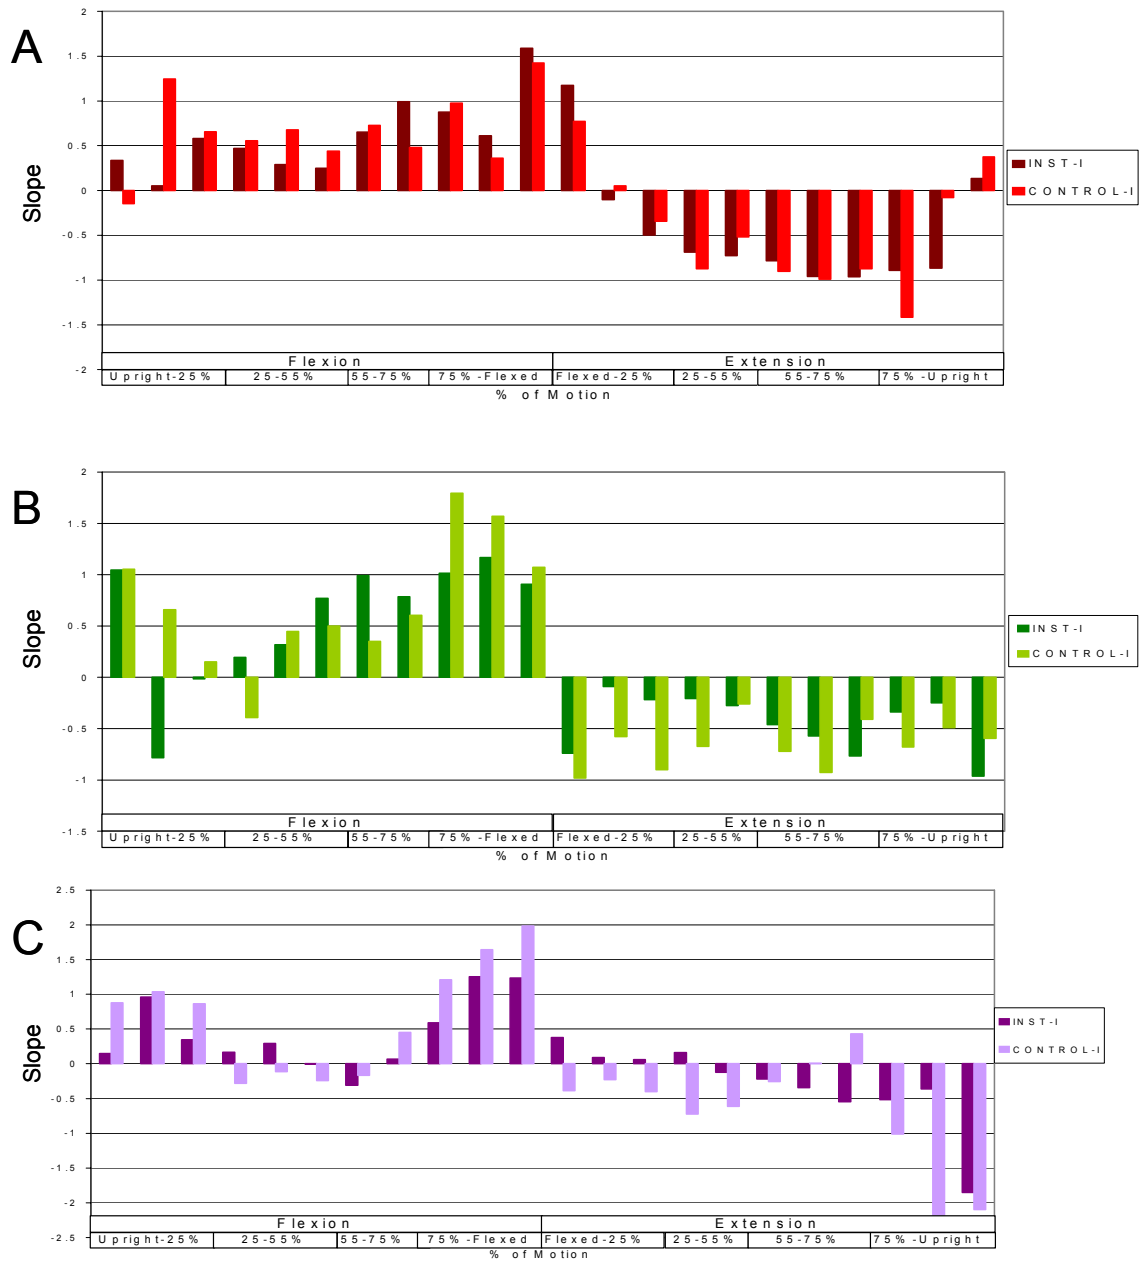 A
2
1.5
1
0.5
0
-0.5
-1
-1.5
-2
Slope
INST-I
CONTROL-I
Flexion Extension
Upright-25% 25-55% 55-75% 75%-Flexed Flexed-25% 25-55% 55-75% 75%-Upright
% of Motion
B
2
1.5
1
0.5
0
-0.5
-1
-1.5
Slope
INST-I
CONTROL-I
Flexion Extension
Upright-25% 25-55% 55-75% 75%-Flexed Flexed-25% 25-55% 55-75% 75%-Upright
% of Motion
C
2.5
2
1.5
1
0.5
0
-0.5
-1
-1.5
-2
-2.5
Slope
INST-I
CONTROL-I
Flexion Extension
Upright-25% 25-55% 55-75% 75%-Flexed Flexed-25% 25-55% 55-75% 75%-Upright
% of Motion